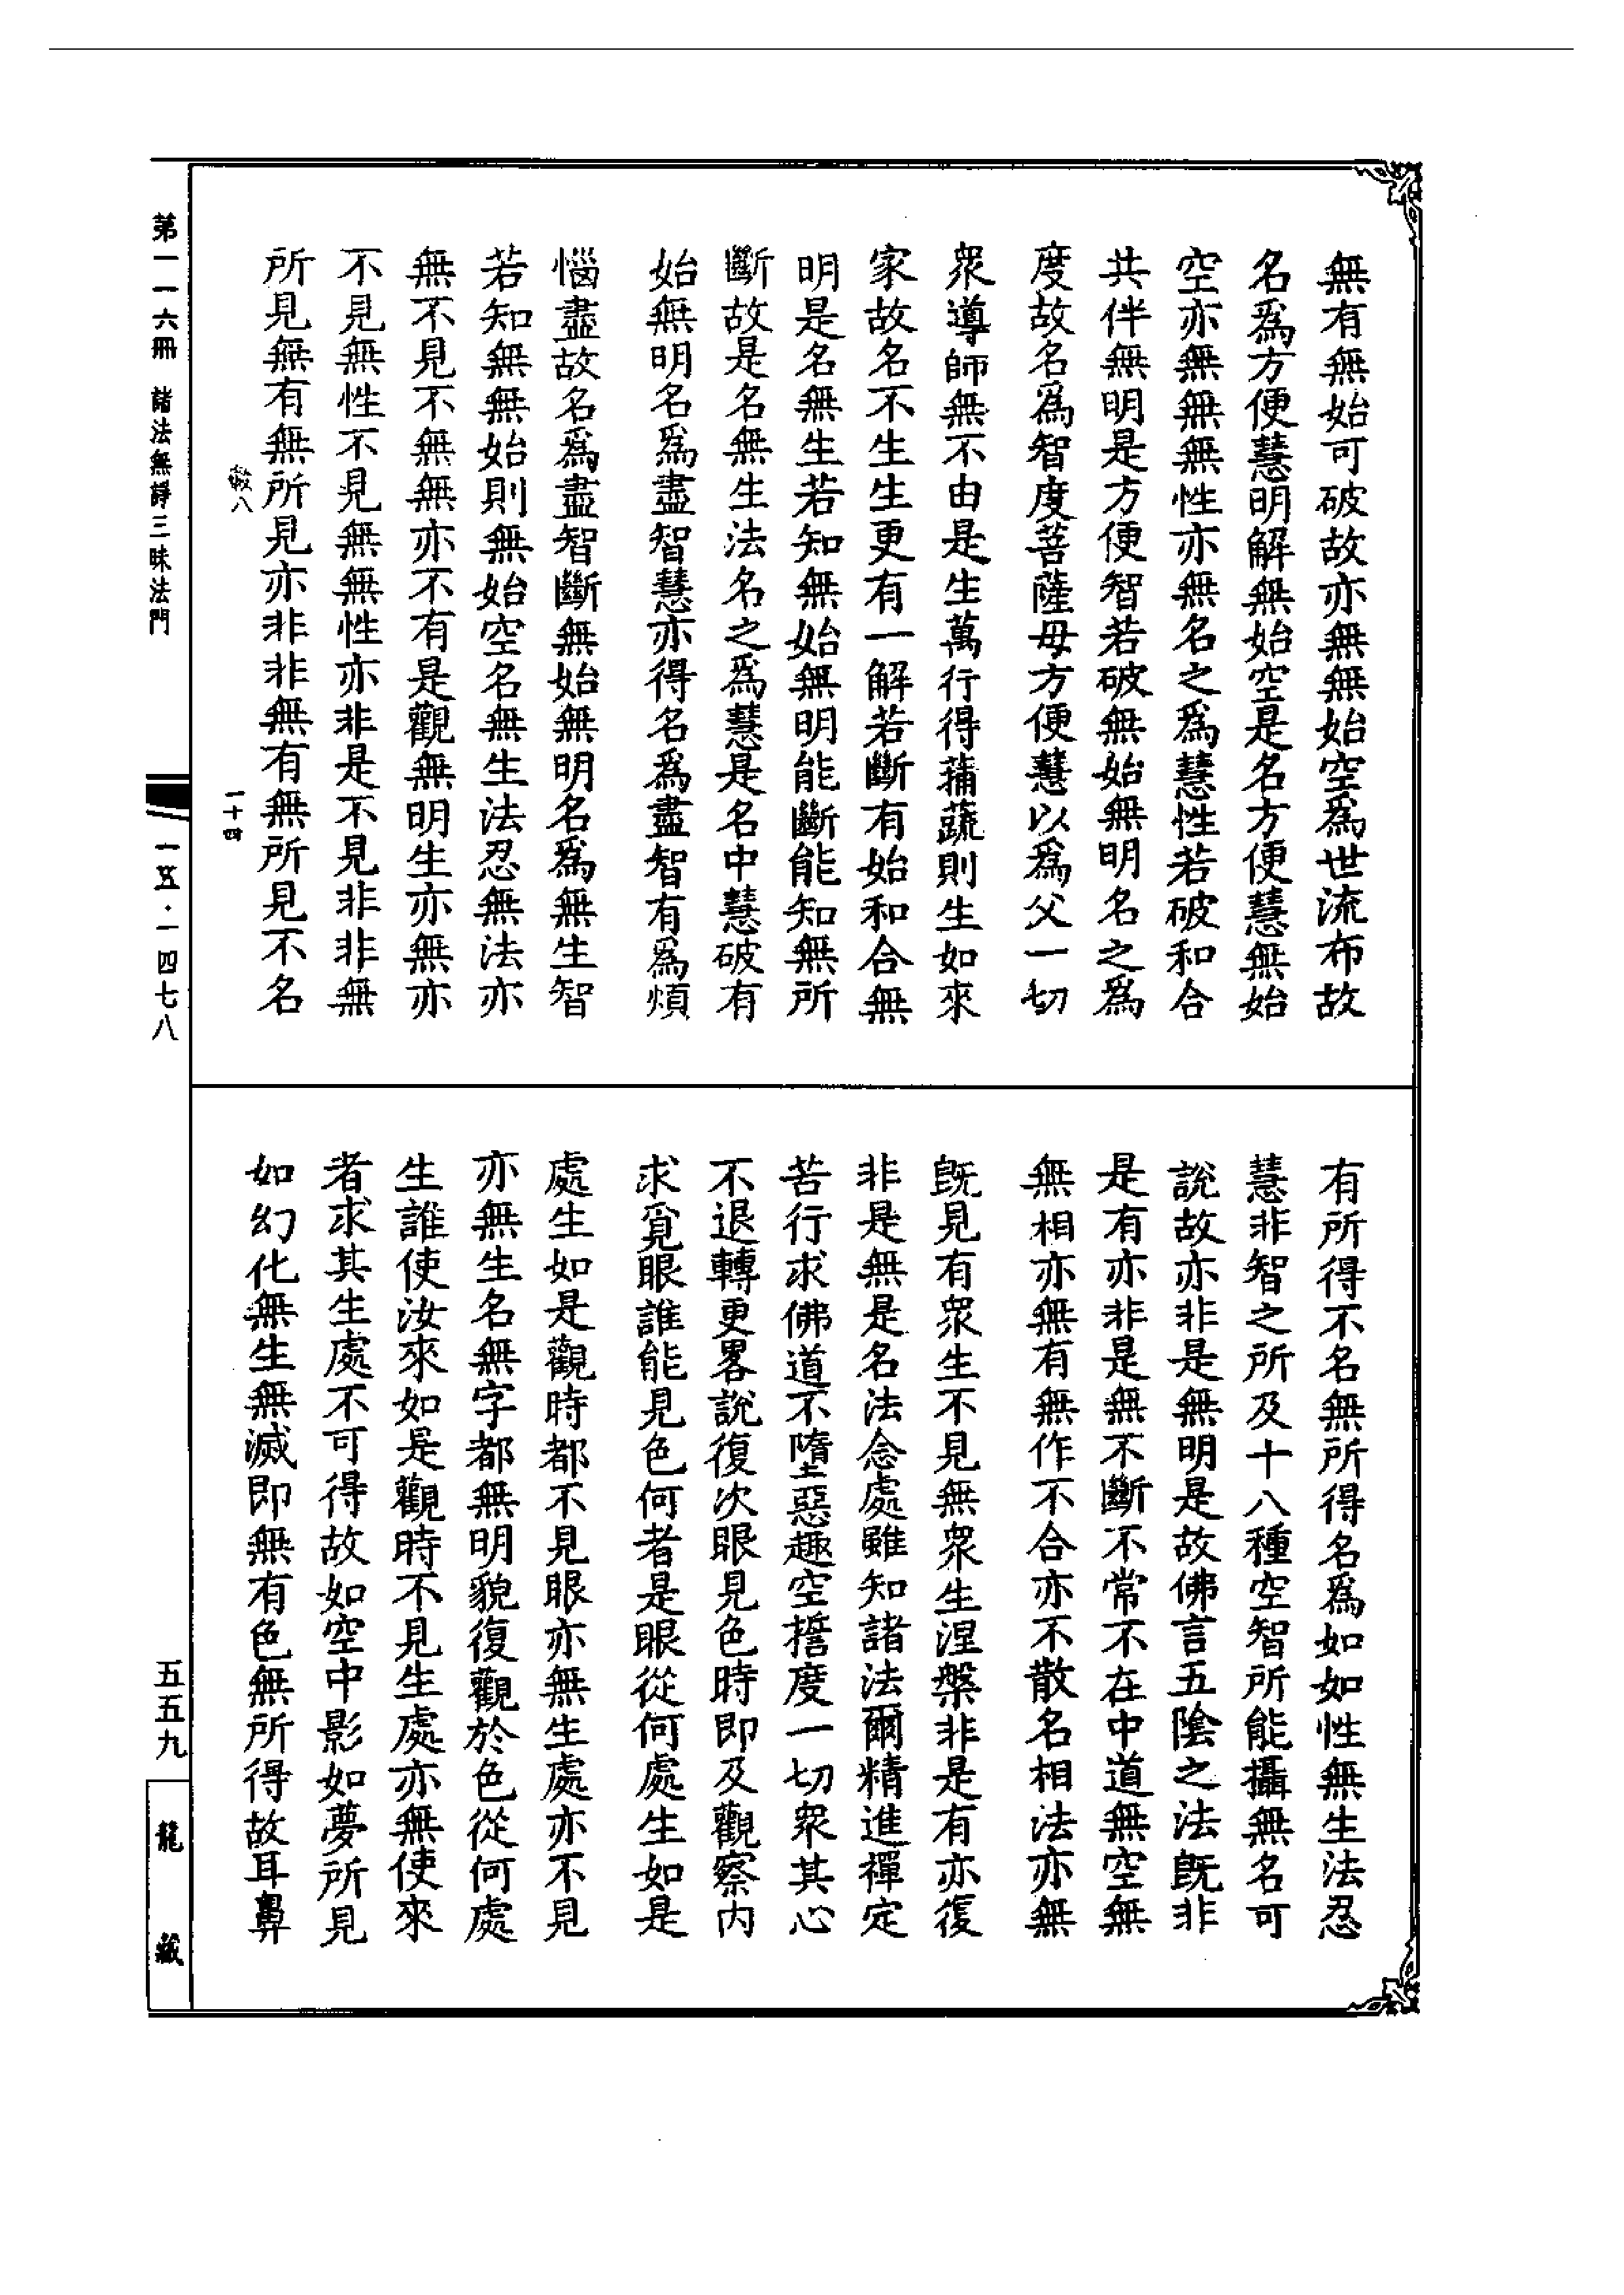 無有無始可破故亦無無始空爲世流布故
名爲方便慧明解無始空是名方便慧無始
空亦無無無性亦無名之爲慧性若破和合
共伴無明是方便智若破無始無明名之爲
度故名爲智度菩薩母方便慧以爲父一切
衆導師無不由是生萬行得蒱蔬則生如來
家故名不生生更有一解若斷有始和合無
明是名無生若知無始無明能斷能知無所
斷故是名無生法名之爲慧是名中慧破有
始無明名爲盡智慧亦得名爲盡智有爲煩
惱盡故名爲盡智斷無始無明名爲無生智
若知無無始則無始空名無生法忍無法亦
無不見不無無亦不有是觀無明生亦無亦
不見無性不見無無性亦非是不見非非無
所見無有無所見亦非非無有無所見不名
有所得不名無所得名爲如如性無生法忍
慧非智之所及十八種空智所能攝無名可
說故亦非是無明是故佛言五陰之法旣非
是有亦非是無不斷不常不在中道無空無
無相亦無有無作不合亦不散名相法亦無
旣見有衆生不見無衆生涅槃非是有亦復
非是無是名法念處雖知諸法爾精進禪定
苦行求佛道不墮惡趣空誓度一切衆其心
不退轉更畧說復次眼見色時即及觀察內
求覓眼誰能見色何者是眼從何處生如是
處生如是觀時都不見眼亦無生處亦不見
亦無生名無字都無明貌復觀於色從何處
生誰使汝來如是觀時不見生處亦無使來
者求其生處不可得故如空中影如夢所見
如幻化無生無滅即無有色無所得故耳鼻
八
一十四
第一一六冊 諸法無諍三昧法門
一五·一四七八
五五九
龍藏